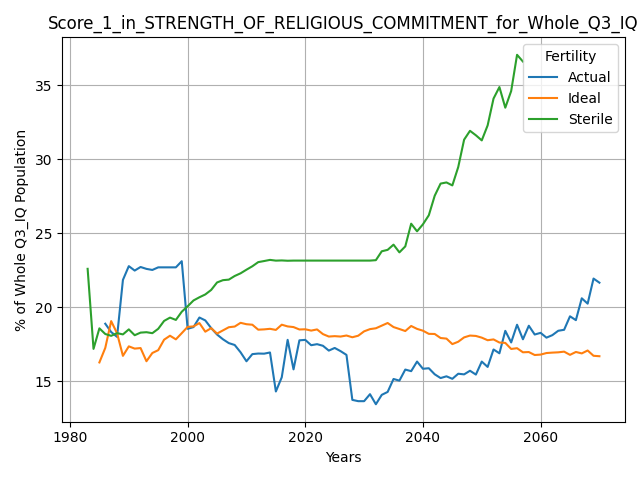 Score_1_in_STRENGTH_OF_RELIGIOUS_COMMITMENT_for_Whole_Q3_IQ
Fertility
Actual
Ideal
Sterile
% of Whole Q3_IQ Population
35
30
25
20
15
1980
2000
2020
2040
2060
Years